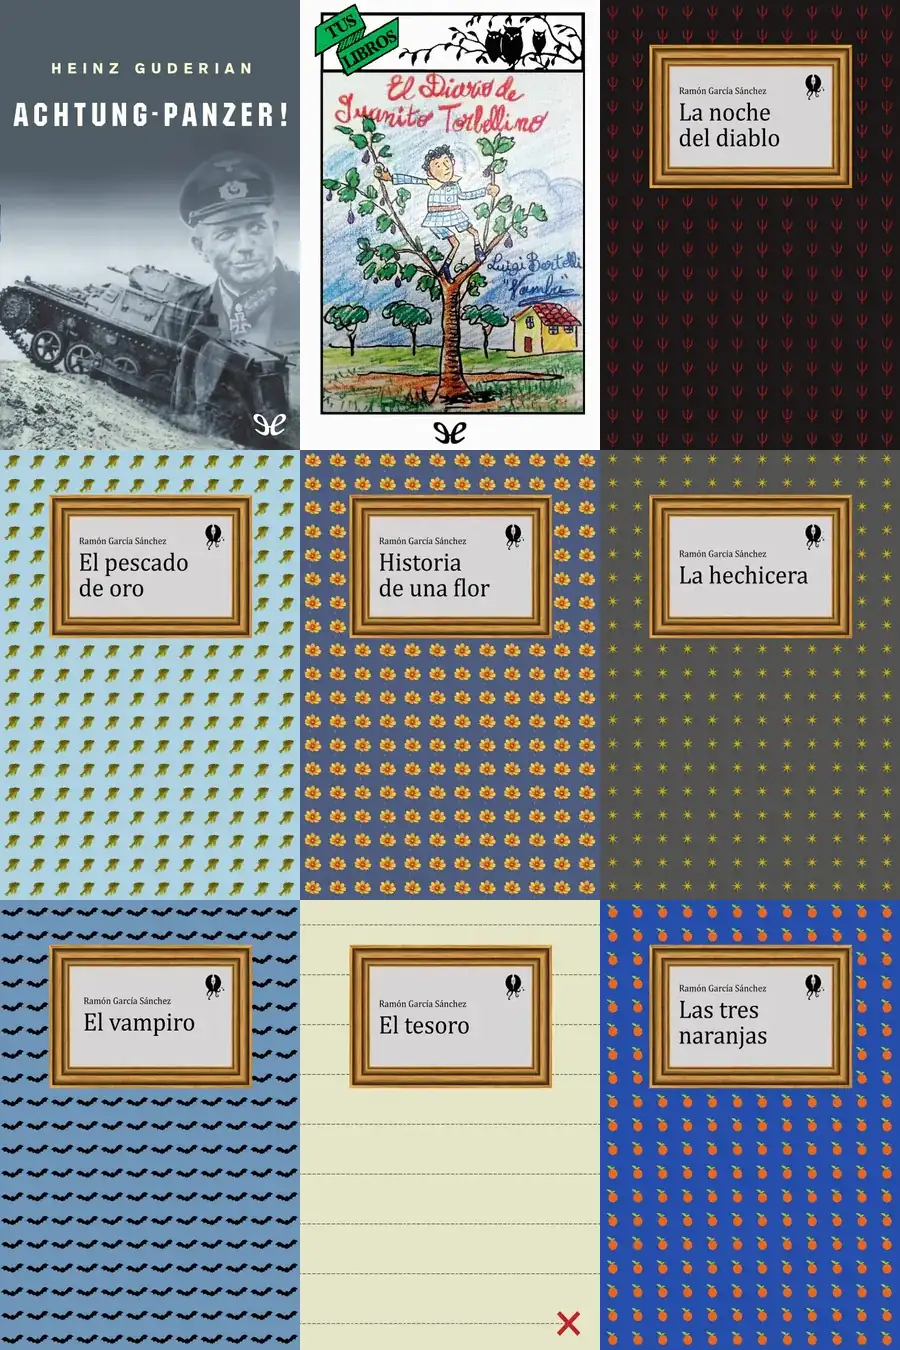 HEINZ GUDERIAN
ACHTUNG-PANZER!
TUS
LIBROS
El Diario de
Juanito Torbellino
Luigi Bertelli
"Vamba"
Ramón García Sánchez
La noche
del diablo
Ramón García Sánchez
El pescado
de oro
Ramón García Sánchez
Historia
de una flor
Ramón García Sánchez
La hechicera
Ramón García Sánchez
El vampiro
Ramón García Sánchez
El tesoro
Ramón García Sánchez
Las tres
naranjas